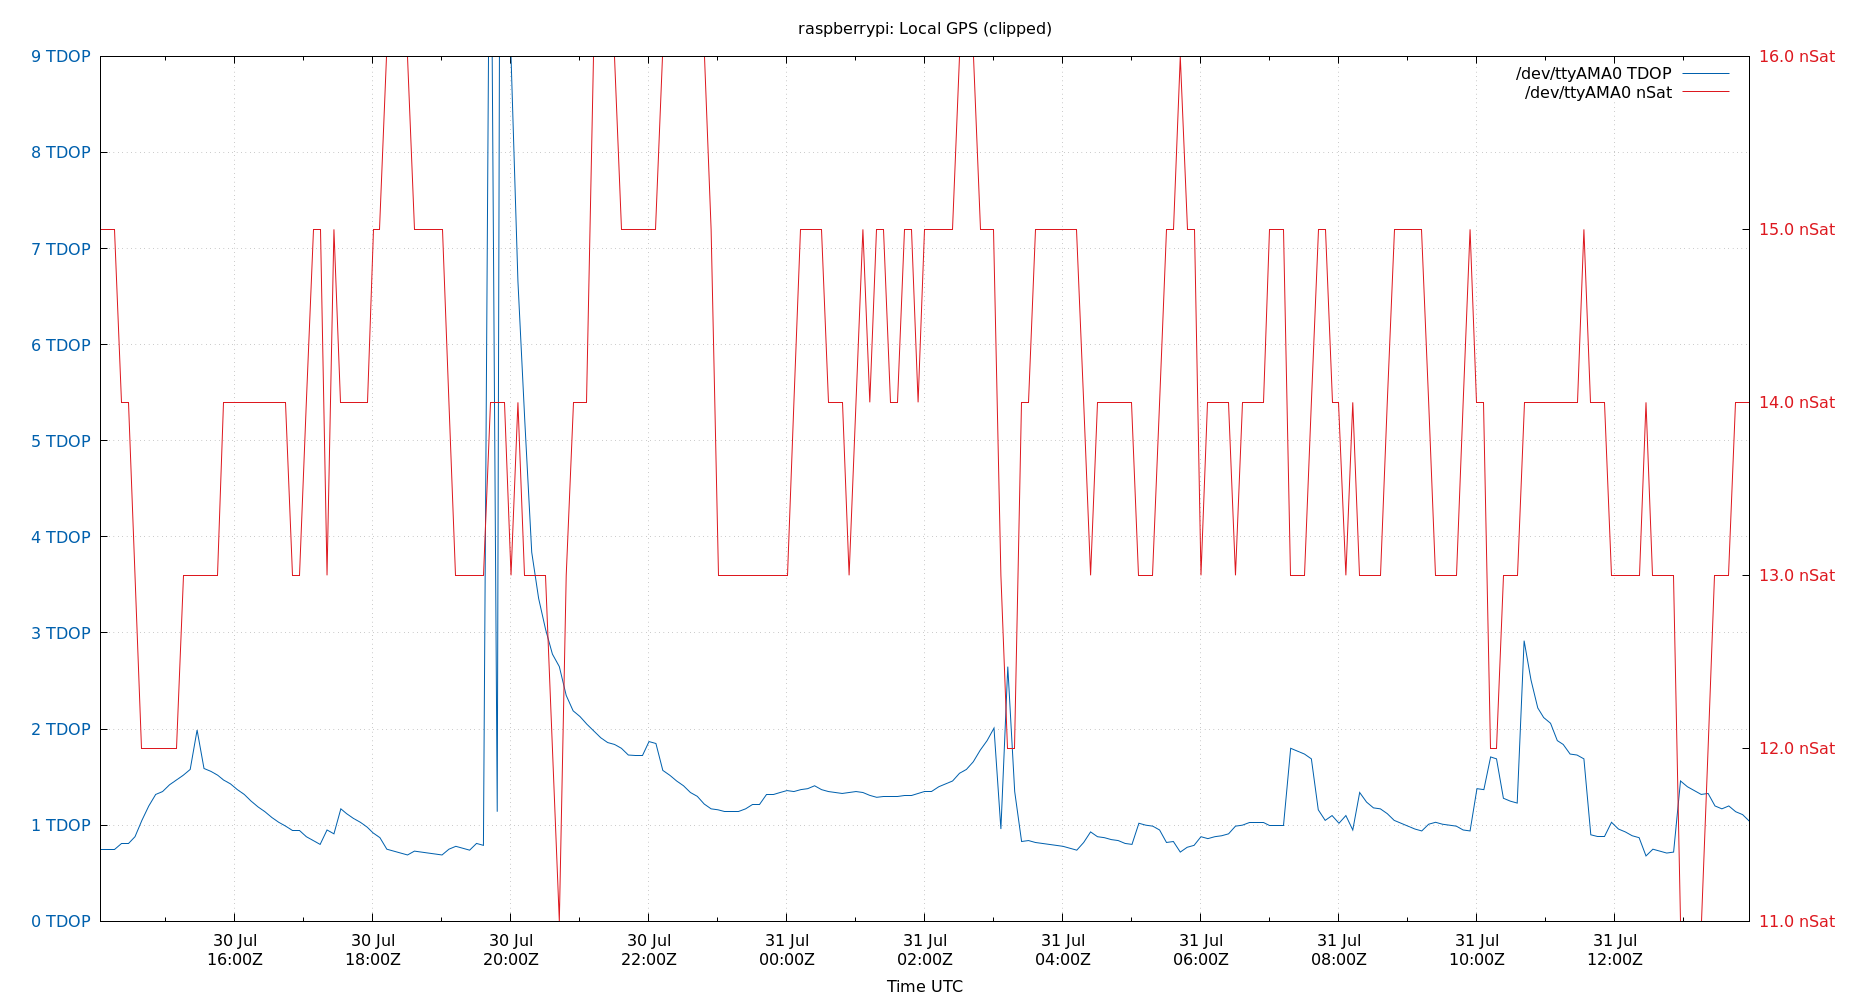 raspberrypi: Local GPS (clipped)
9 TDOP
8 TDOP
7 TDOP
6 TDOP
5 TDOP
4 TDOP
3 TDOP
2 TDOP
1 TDOP
0 TDOP
16.0 nSat
15.0 nSat
14.0 nSat
13.0 nSat
12.0 nSat
11.0 nSat
/dev/ttyAMA0 TDOP
/dev/ttyAMA0 nSat
30 Jul
16:00Z
30 Jul
18:00Z
30 Jul
20:00Z
30 Jul
22:00Z
31 Jul
00:00Z
31 Jul
02:00Z
31 Jul
04:00Z
31 Jul
06:00Z
31 Jul
08:00Z
31 Jul
10:00Z
31 Jul
12:00Z
Time UTC